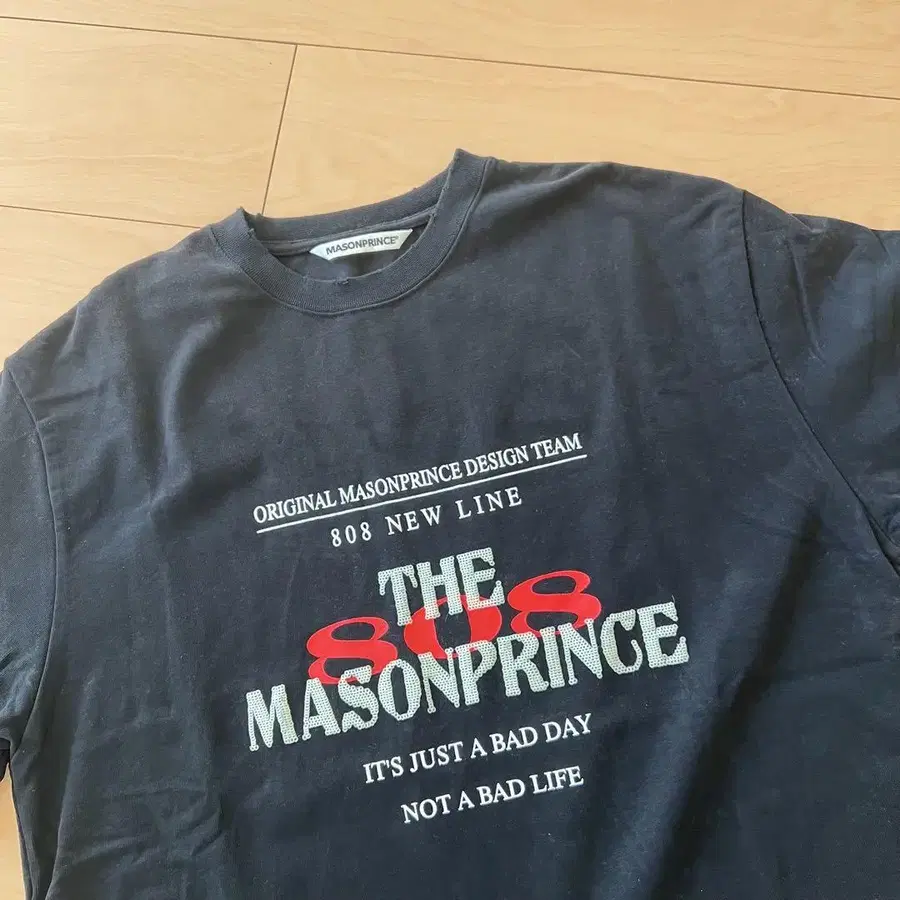 MASONPRINCE®
ORIGINAL MASONPRINCE DESIGN TEAM
808 NEW LINE
THE
808
MASONPRINCE
IT'S JUST A BAD DAY
NOT A BAD LIFE